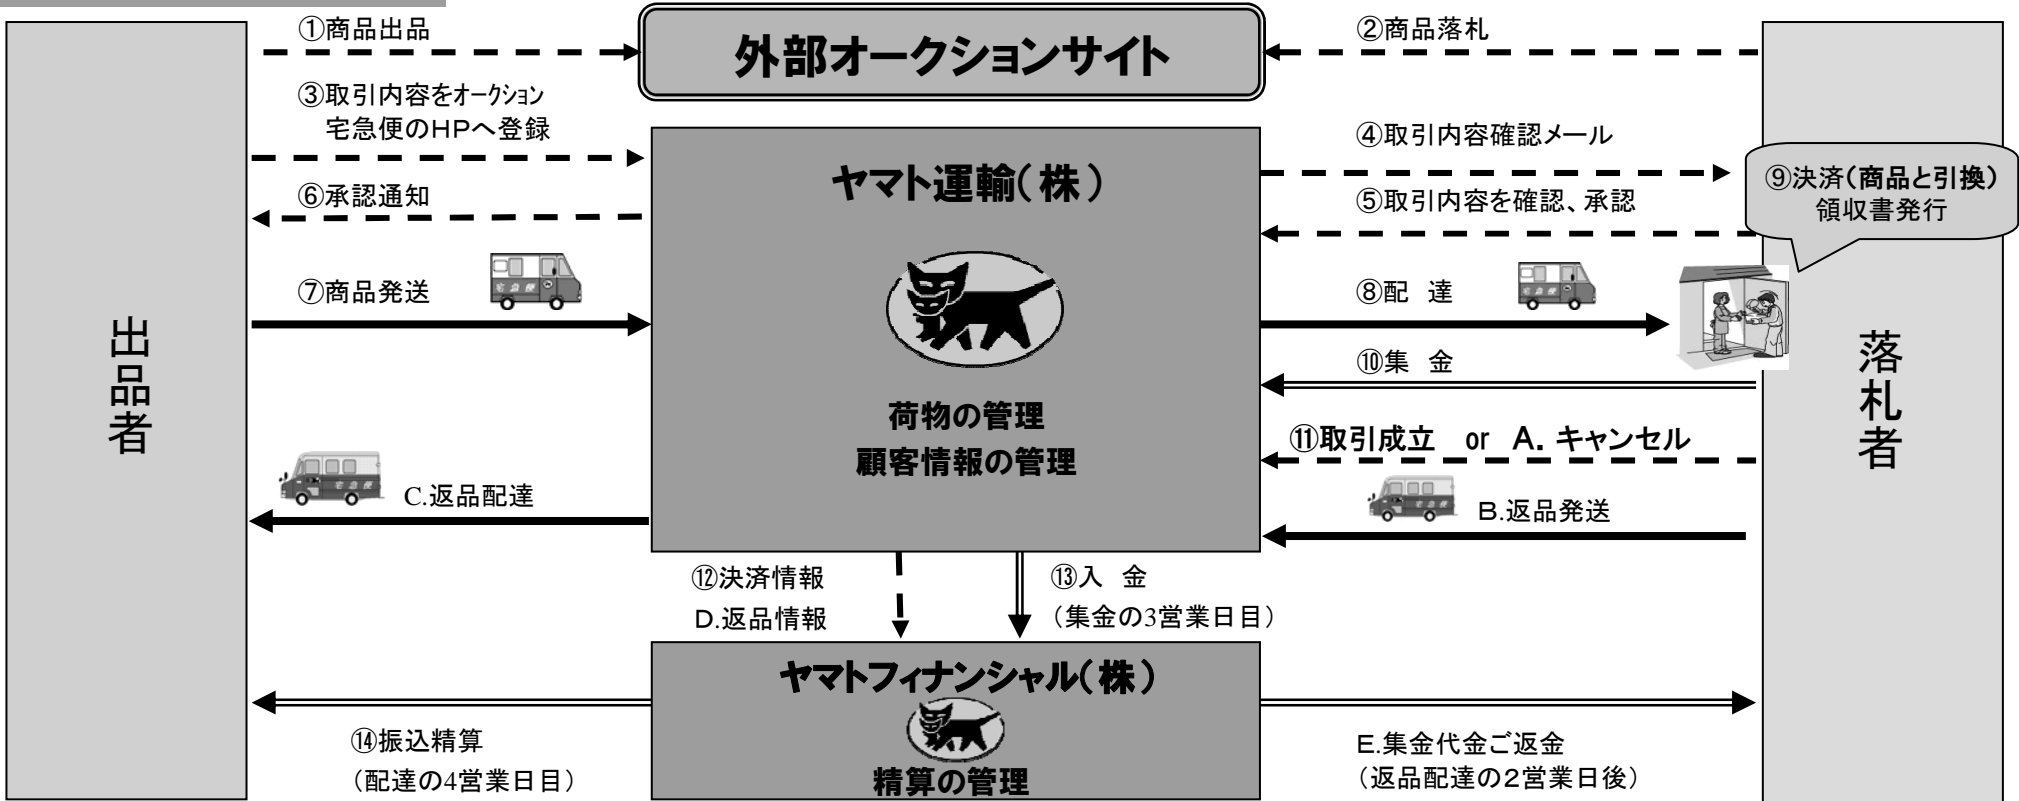 ①商品出品
外部オークションサイト
②商品落札
③取引内容をオークション
宅急便のHPへ登録
④取引内容確認メール
ヤマト運輸(株)
⑨決済(商品と引換)
領収書発行
⑥承認通知
⑤取引内容を確認、承認
⑦商品発送
宅急便
⑧配 達
宅急便
出品者
落札者
⑩集 金
荷物の管理
顧客情報の管理
⑪取引成立 or A. キャンセル
宅急便
C.返品配達
B.返品発送
⑫決済情報
D.返品情報
⑬入 金
(集金の3営業日目)
ヤマトフィナンシャル(株)
精算の管理
⑭振込精算
(配達の4営業日目)
E.集金代金ご返金
(返品配達の2営業日後)